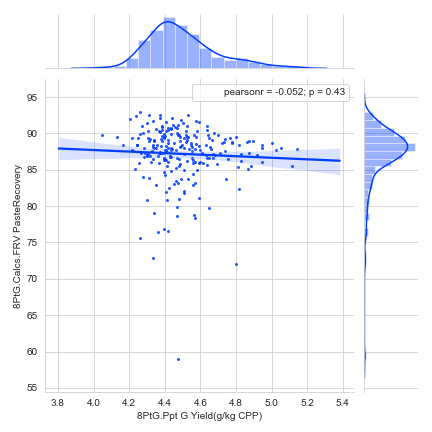 pearsonr = -0.052; p = 0.43
95
90
85
80
75
70
65
60
55
8PtG.Calcs.FRV PasteRecovery
3.8 4.0 4.2 4.4 4.6 4.8 5.0 5.2 5.4
8PtG.Ppt G Yield(g/kg CPP)